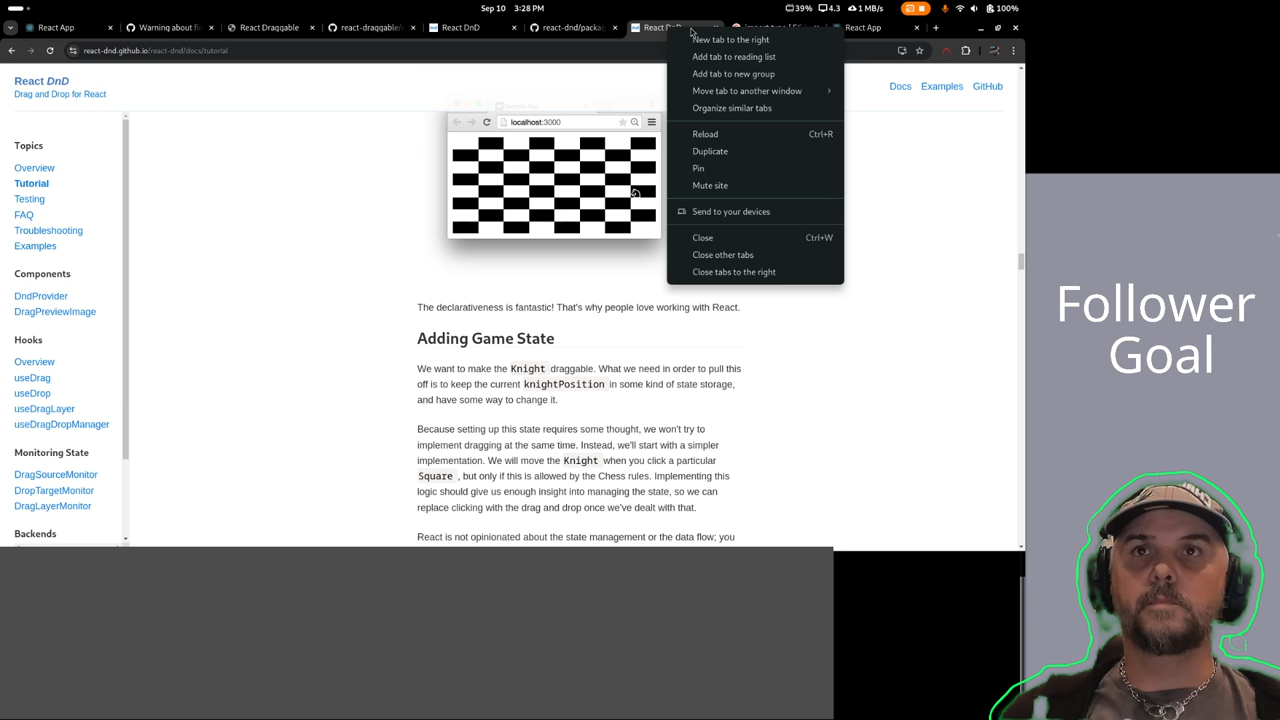 Sep 10 3:28 PM
39% 4.3 1 MB/s 100%
React App
Warning about fi
React Draggable
react-draggable/
React DnD
react-dnd/packa
React DnD
React App
react-dnd.github.io/react-dnd/docs/tutorial
New tab to the right
Add tab to reading list
Add tab to new group
Move tab to another window
Organize similar tabs
Reload Ctrl+R
Duplicate
Pin
Mute site
Send to your devices
Close Ctrl+W
Close other tabs
Close tabs to the right
React DnD
Drag and Drop for React
Docs Examples GitHub
Topics
Overview
Tutorial
Testing
FAQ
Troubleshooting
Examples
Components
DndProvider
DragPreviewImage
Hooks
Overview
useDrag
useDrop
useDragLayer
useDragDropManager
Monitoring State
DragSourceMonitor
DropTargetMonitor
DragLayerMonitor
Backends
localhost:3000
The declarativeness is fantastic! That's why people love working with React.
Adding Game State
We want to make the Knight draggable. What we need in order to pull this
off is to keep the current knightPosition in some kind of state storage,
and have some way to change it.
Because setting up this state requires some thought, we won't try to
implement dragging at the same time. Instead, we'll start with a simpler
implementation. We will move the Knight when you click a particular
Square , but only if this is allowed by the Chess rules. Implementing this
logic should give us enough insight into managing the state, so we can
replace clicking with the drag and drop once we've dealt with that.
React is not opinionated about the state management or the data flow; you
Follower
Goal